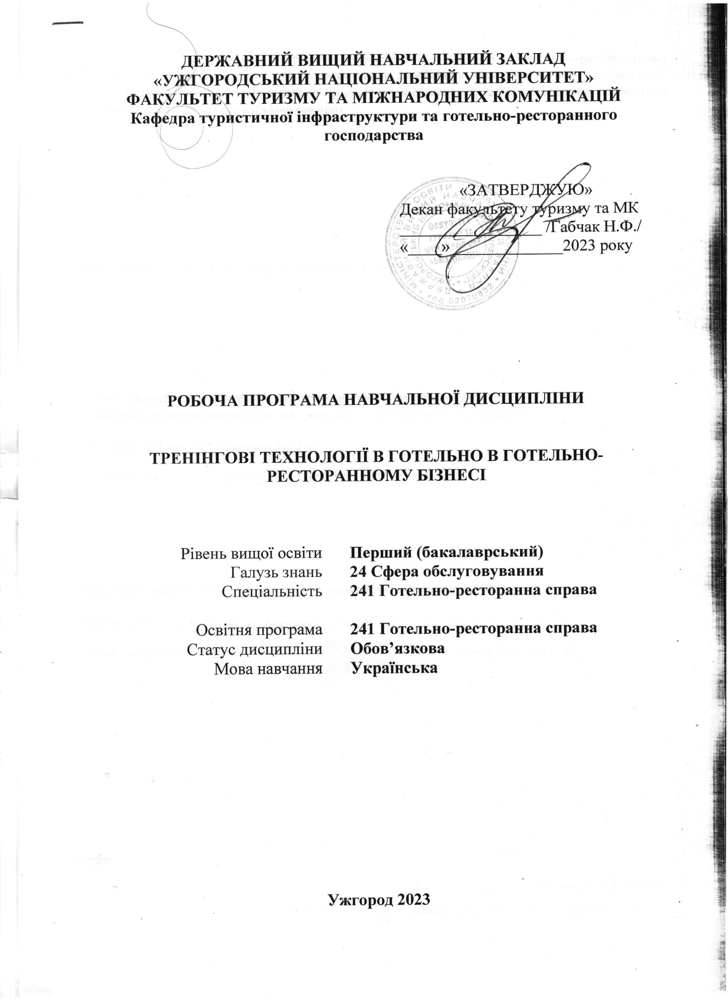 ДЕРЖАВНИЙ ВИЩИЙ НАВЧАЛЬНИЙ ЗАКЛАД
«УЖГОРОДСЬКИЙ НАЦІОНАЛЬНИЙ УНІВЕРСИТЕТ»
ФАКУЛЬТЕТ ТУРИЗМУ ТА МІЖНАРОДНИХ КОМУНІКАЦІЙ
Кафедра туристичної інфраструктури та готельно-ресторанного
господарства
«ЗАТВЕРДЖУЮ»
Декан факультету туризму та МК
/Габчак Н.Ф./
«____»______________2023 року
код 02070832
РОБОЧА ПРОГРАМА НАВЧАЛЬНОЇ ДИСЦИПЛІНИ
ТРЕНІНГОВІ ТЕХНОЛОГІЇ В ГОТЕЛЬНО В ГОТЕЛЬНО-
РЕСТОРАННОМУ БІЗНЕСІ
Рівень вищої освіти Перший (бакалаврський)
Галузь знань 24 Сфера обслуговування
Спеціальність 241 Готельно-ресторанна справа
Освітня програма 241 Готельно-ресторанна справа
Статус дисципліни Обов’язкова
Мова навчання Українська
Ужгород 2023